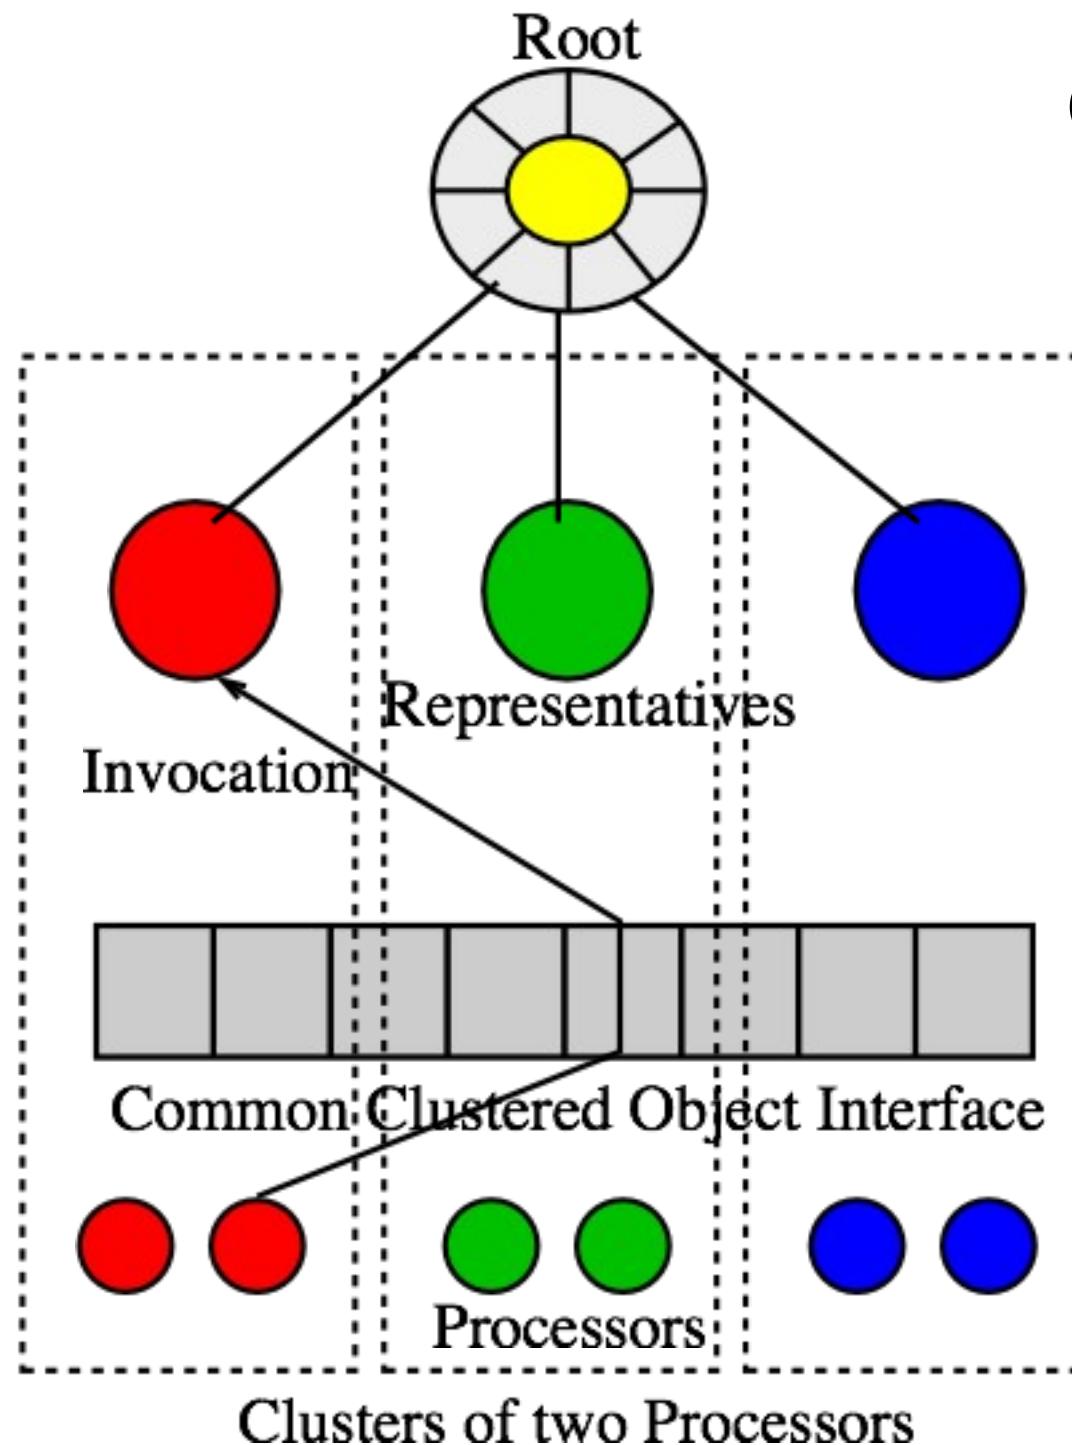 Root
Representatives
Invocation
Common Clustered Object Interface
Processors
Clusters of two Processors